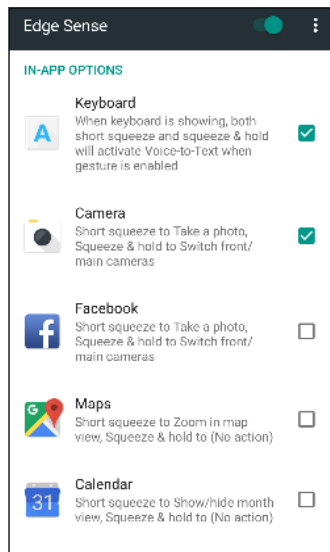 Edge Sense
IN-APP OPTIONS
Keyboard
When keyboard is showing, both
short squeeze and squeeze & hold
will activate Voice-to-Text when
gesture is enabled
A
Camera
Short squeeze to Take a photo,
Squeeze & hold to Switch front/
main cameras
Facebook
Short squeeze to Take a photo,
Squeeze & hold to Switch front/
main cameras
f
Maps
Short squeeze to Zoom in map
view, Squeeze & hold to (No action)
G
Calendar
Short squeeze to Show/hide month
view, Squeeze & hold to (No action)
31